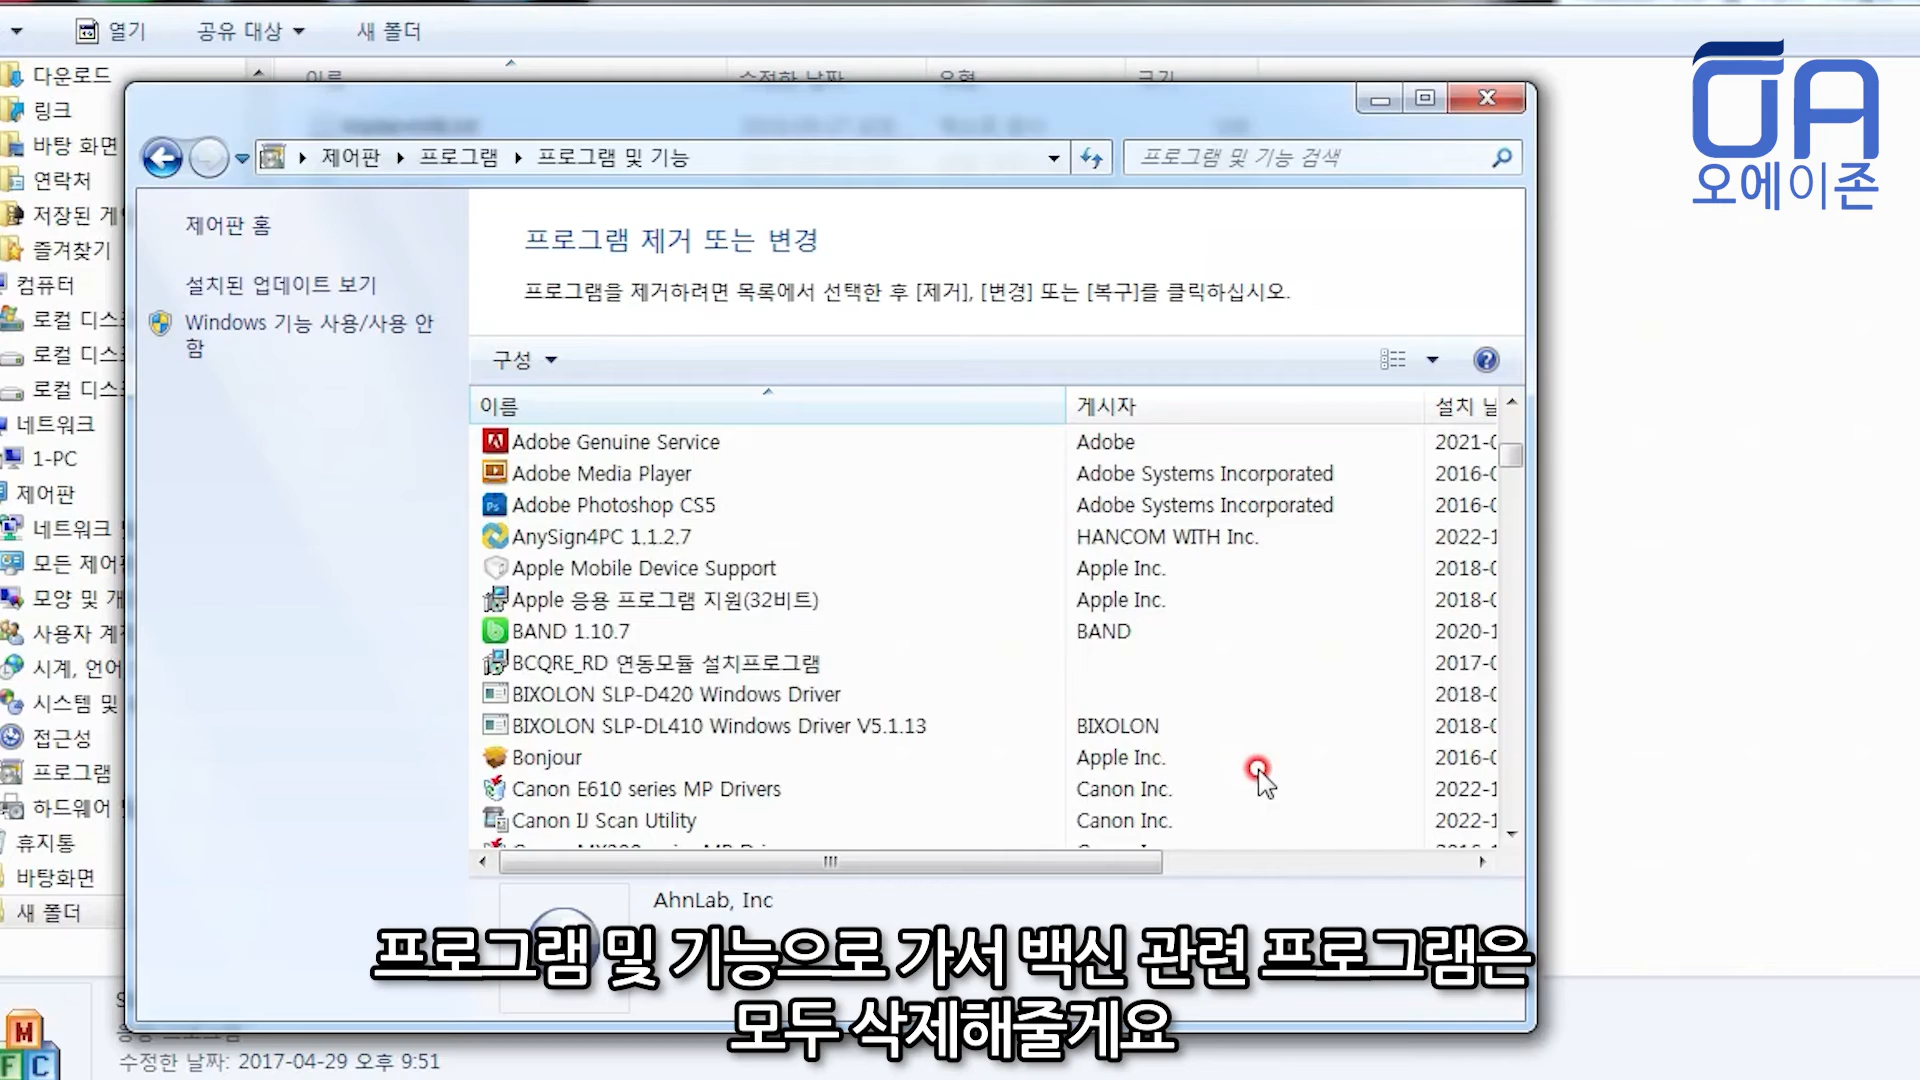 열기
공유 대상
새 폴더
다운로드
링크
바탕 화면
연락처
저장된
즐겨찾기
컴퓨터
로컬
로컬
로컬
네트워크
1-PC
제어판
네트워크
모든
모양 및
사용자
시계, 언어
시스템 및
접근성
프로그램
하드웨어
휴지통
바탕화면
새 폴더
제어판
프로그램
프로그램 및 기능
프로그램 및 기능 검색
제어판 홈
설치된 업데이트 보기
Windows 기능 사용/사용 안
함
프로그램 제거 또는 변경
프로그램을 제거하려면 목록에서 선택한 후 [제거], [변경] 또는 [복구]를 클릭하십시오.
구성
이름 게시자 설치
Adobe Genuine Service Adobe
Adobe Media Player Adobe Systems Incorporated
Adobe Photoshop CS5 Adobe Systems Incorporated
AnySign4PC 1.1.2.7 HANCOM WITH Inc.
Apple Mobile Device Support Apple Inc.
Apple 응용 프로그램 지원(32비트) Apple Inc.
BAND 1.10.7 BAND
BCQRE_RD 연동모듈 설치프로그램
BIXOLON SLP-D420 Windows Driver
BIXOLON SLP-DL410 Windows Driver V5.1.13 BIXOLON
Bonjour Apple Inc.
Canon E610 series MP Drivers Canon Inc.
Canon IJ Scan Utility Canon Inc.
AhnLab, Inc
수정한 날짜: 2017-04-29 오후 9:51
프로그램 및 기능으로 가서 백신 관련 프로그램은
모두 삭제해줄게요
OA
오에이존